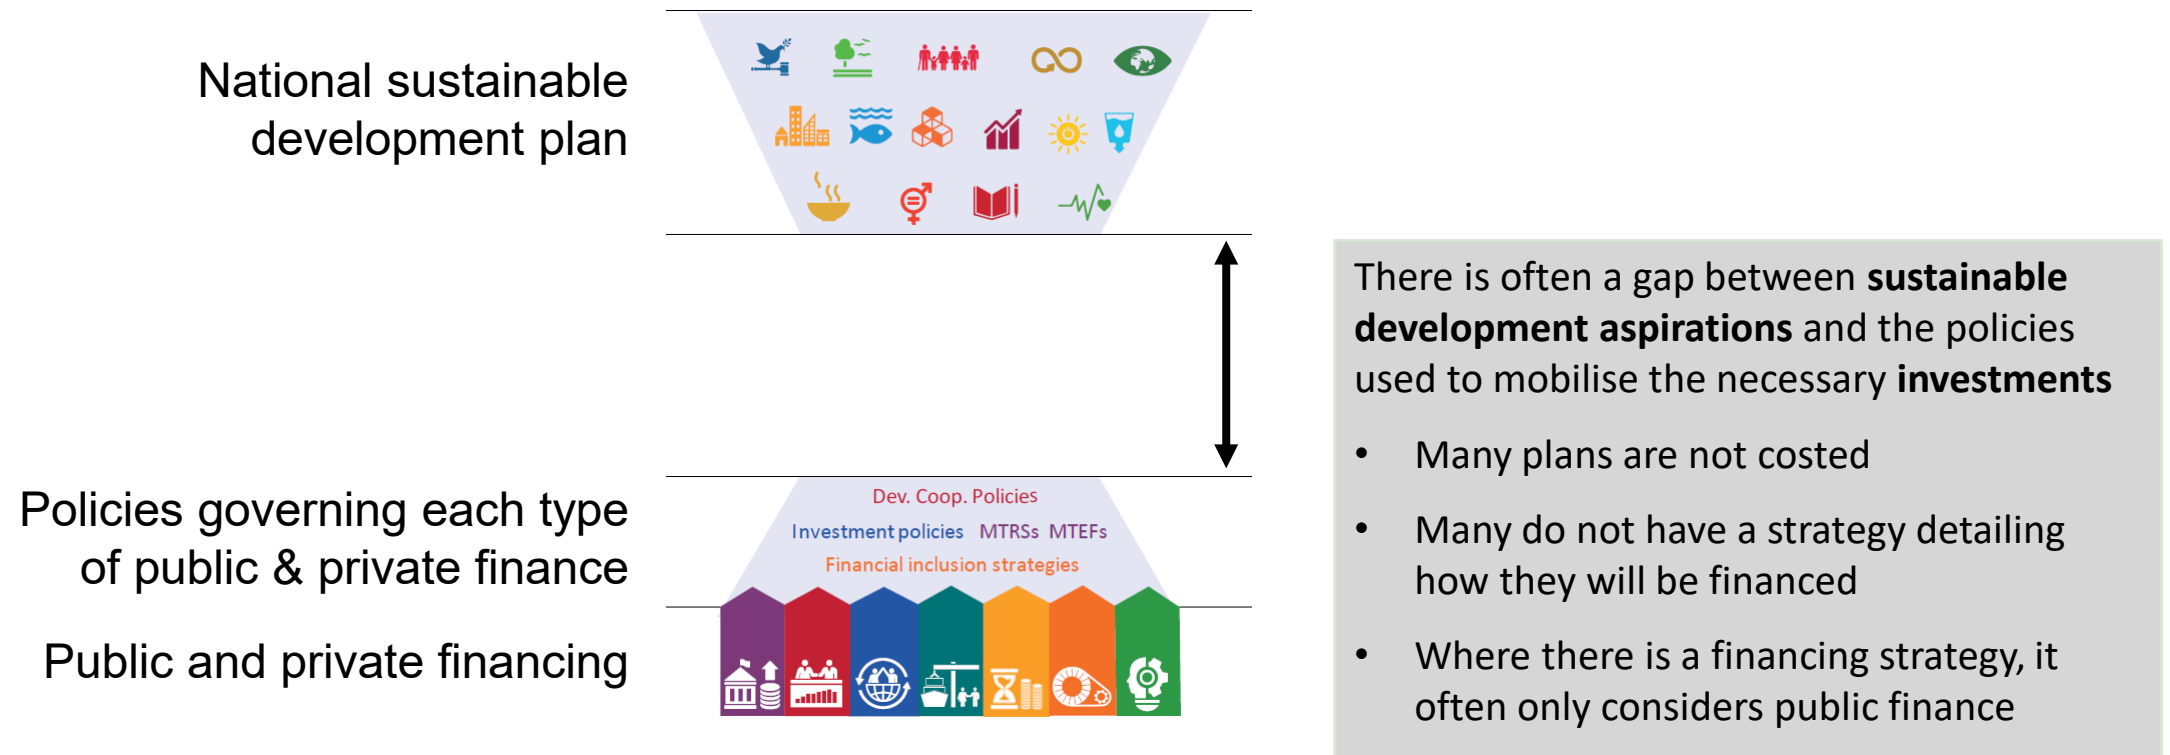 National sustainable
development plan
Policies governing each type
of public & private finance
Public and private financing
Dev. Coop. Policies
Investment policies MTRSs MTEFs
Financial inclusion strategies
There is often a gap between sustainable
development aspirations and the policies
used to mobilise the necessary investments
• Many plans are not costed
• Many do not have a strategy detailing
how they will be financed
• Where there is a financing strategy, it
often only considers public finance